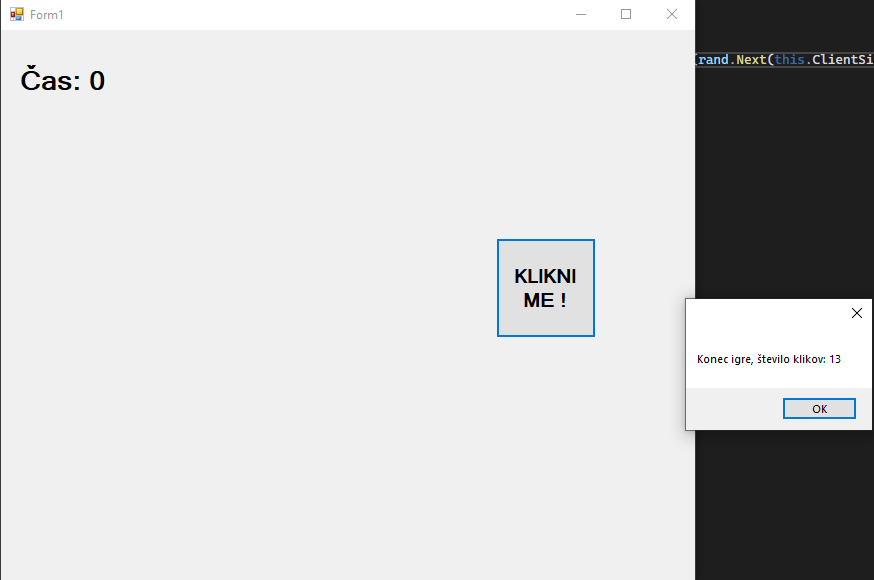 Form1
Čas: 0
(rand.Next(this.ClientSi
KLIKNI
ME !
Konec igre, število klikov: 13
OK